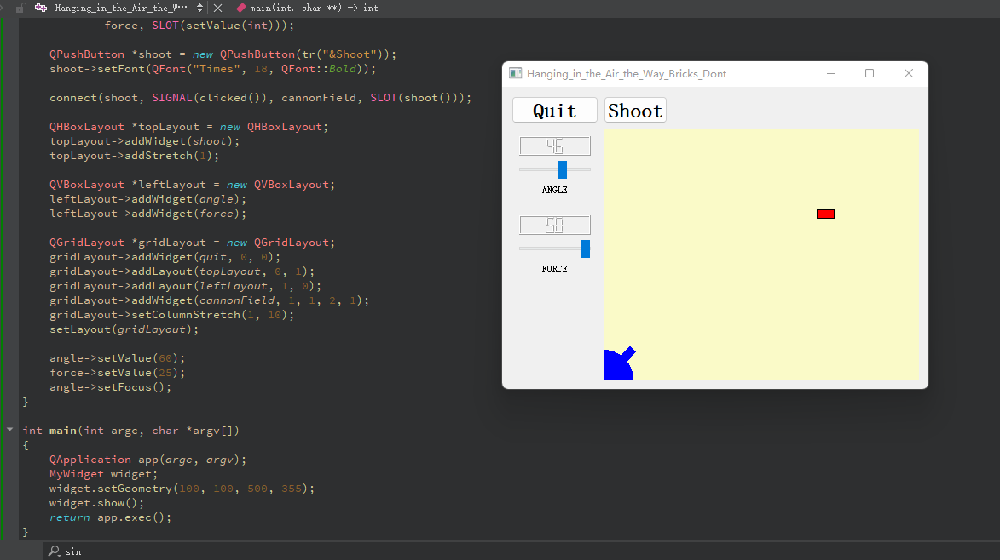 Hanging_in_the_Air_the_W···
main(int, char **) -> int
force, SLOT(setValue(int)));
QPushButton *shoot = new QPushButton(tr("&Shoot"));
shoot->setFont(QFont("Times", 18, QFont::Bold));
connect(shoot, SIGNAL(clicked()), cannonField, SLOT(shoot()));
QHBoxLayout *topLayout = new QHBoxLayout;
topLayout->addWidget(shoot);
topLayout->addStretch(1);
QVBoxLayout *leftLayout = new QVBoxLayout;
leftLayout->addWidget(angle);
leftLayout->addWidget(force);
QGridLayout *gridLayout = new QGridLayout;
gridLayout->addWidget(quit, 0, 0);
gridLayout->addLayout(topLayout, 0, 1);
gridLayout->addLayout(leftLayout, 1, 0);
gridLayout->addWidget(cannonField, 1, 1, 2, 1);
gridLayout->setColumnStretch(1, 10);
setLayout(gridLayout);
angle->setValue(60);
force->setValue(25);
angle->setFocus();
}
int main(int argc, char *argv[])
{
QApplication app(argc, argv);
MyWidget widget;
widget.setGeometry(100, 100, 500, 355);
widget.show();
return app.exec();
}
sin
Hanging_in_the_Air_the_Way_Bricks_Dont
Quit
Shoot
46
ANGLE
50
FORCE